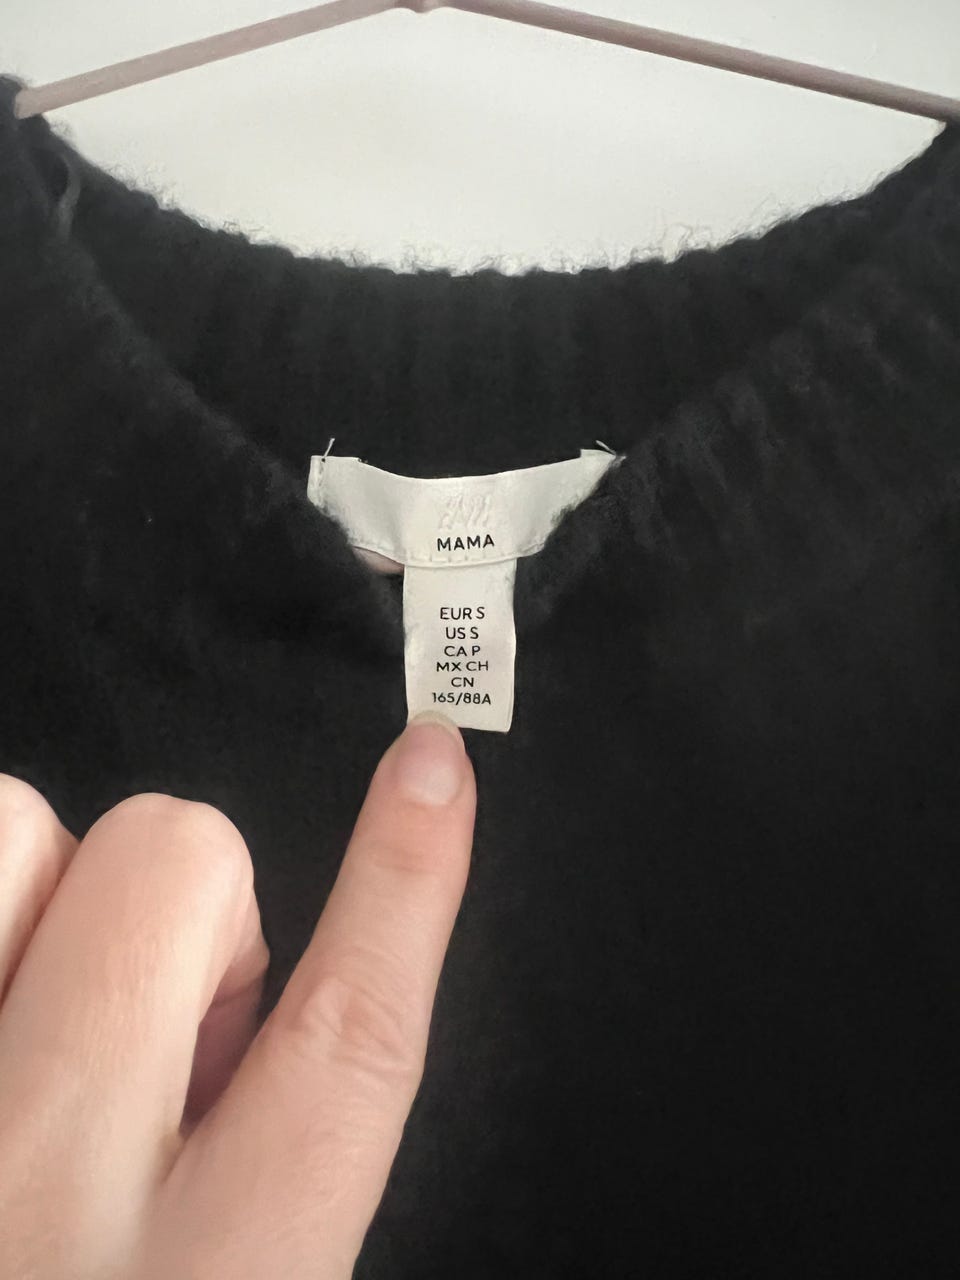 H&M
MAMA
EUR S
US S
CA P
MX CH
CN
165/88A